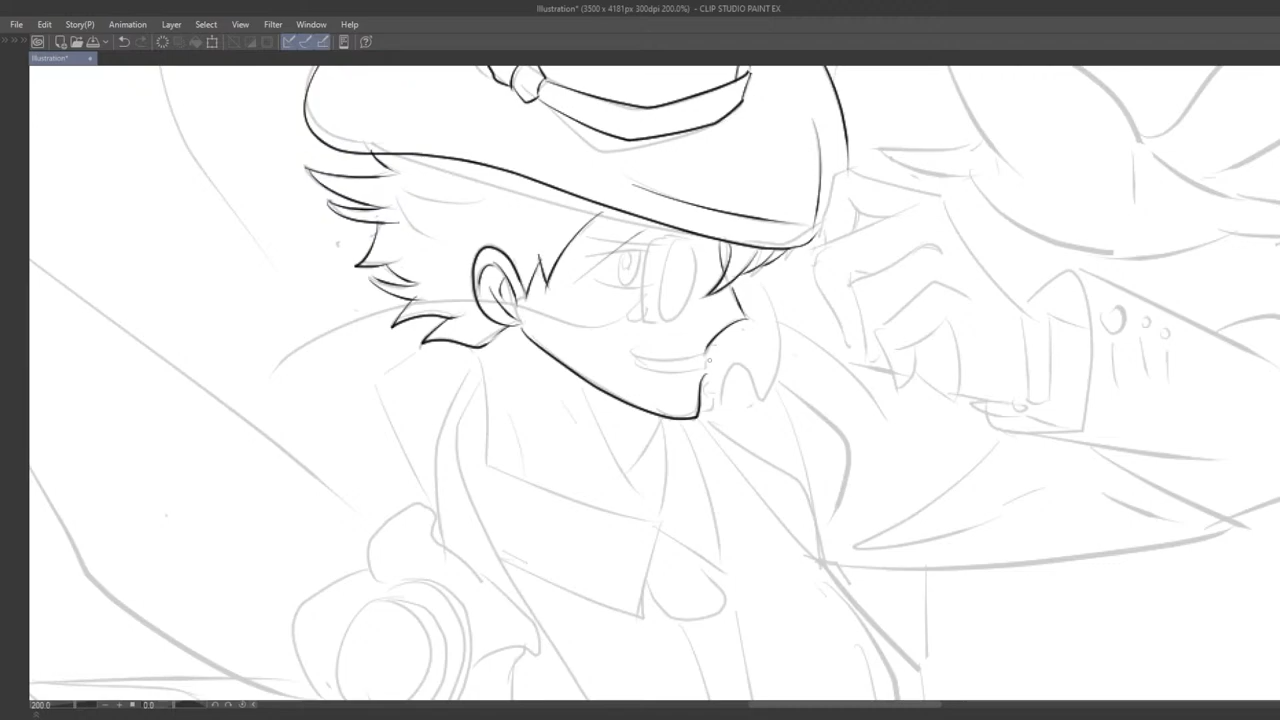 Illustration* (3500 x 4181px 300dpi 200.0%) - CLIP STUDIO PAINT EX
File Edit Story(P) Animation Layer Select View Filter Window Help
Illustration*
200.0 0.0